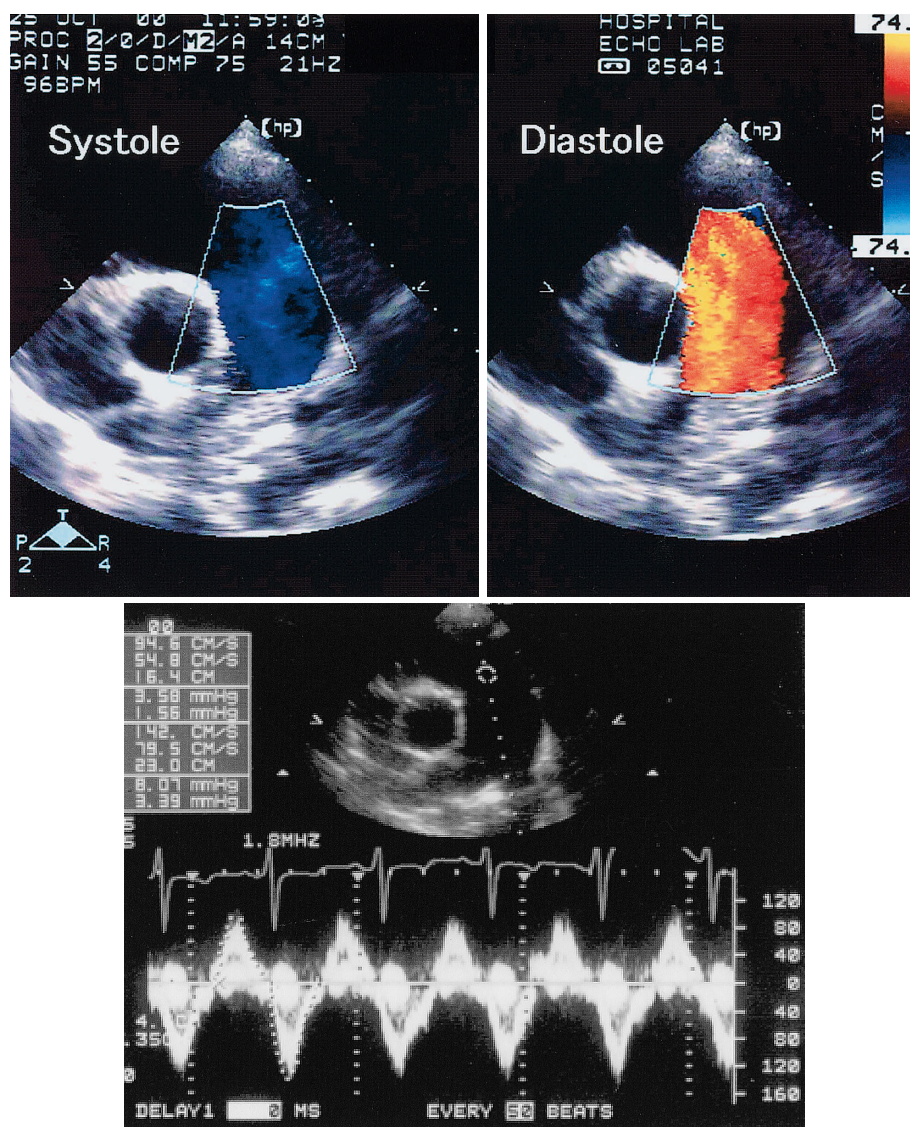 25 OCT 00 11:59:03
PROC 2/0/D/M2/A 14CM
GAIN 55 COMP 75 21HZ
96BPM
Systole
[hp]
T
P R
2 4
HOSPITAL
ECHO LAB
05041
74.
CM/S
Diastole
[hp]
- 74.
00
94.6 CM/S
54.8 CM/S
16.4 CM
3.58 mmHg
1.56 mmHg
142. CM/S
79.5 CM/S
23.0 CM
8.07 mmHg
3.39 mmHg
1.8MHZ
120
80
40
0
40
80
120
160
DELAY1 0 MS EVERY 50 BEATS